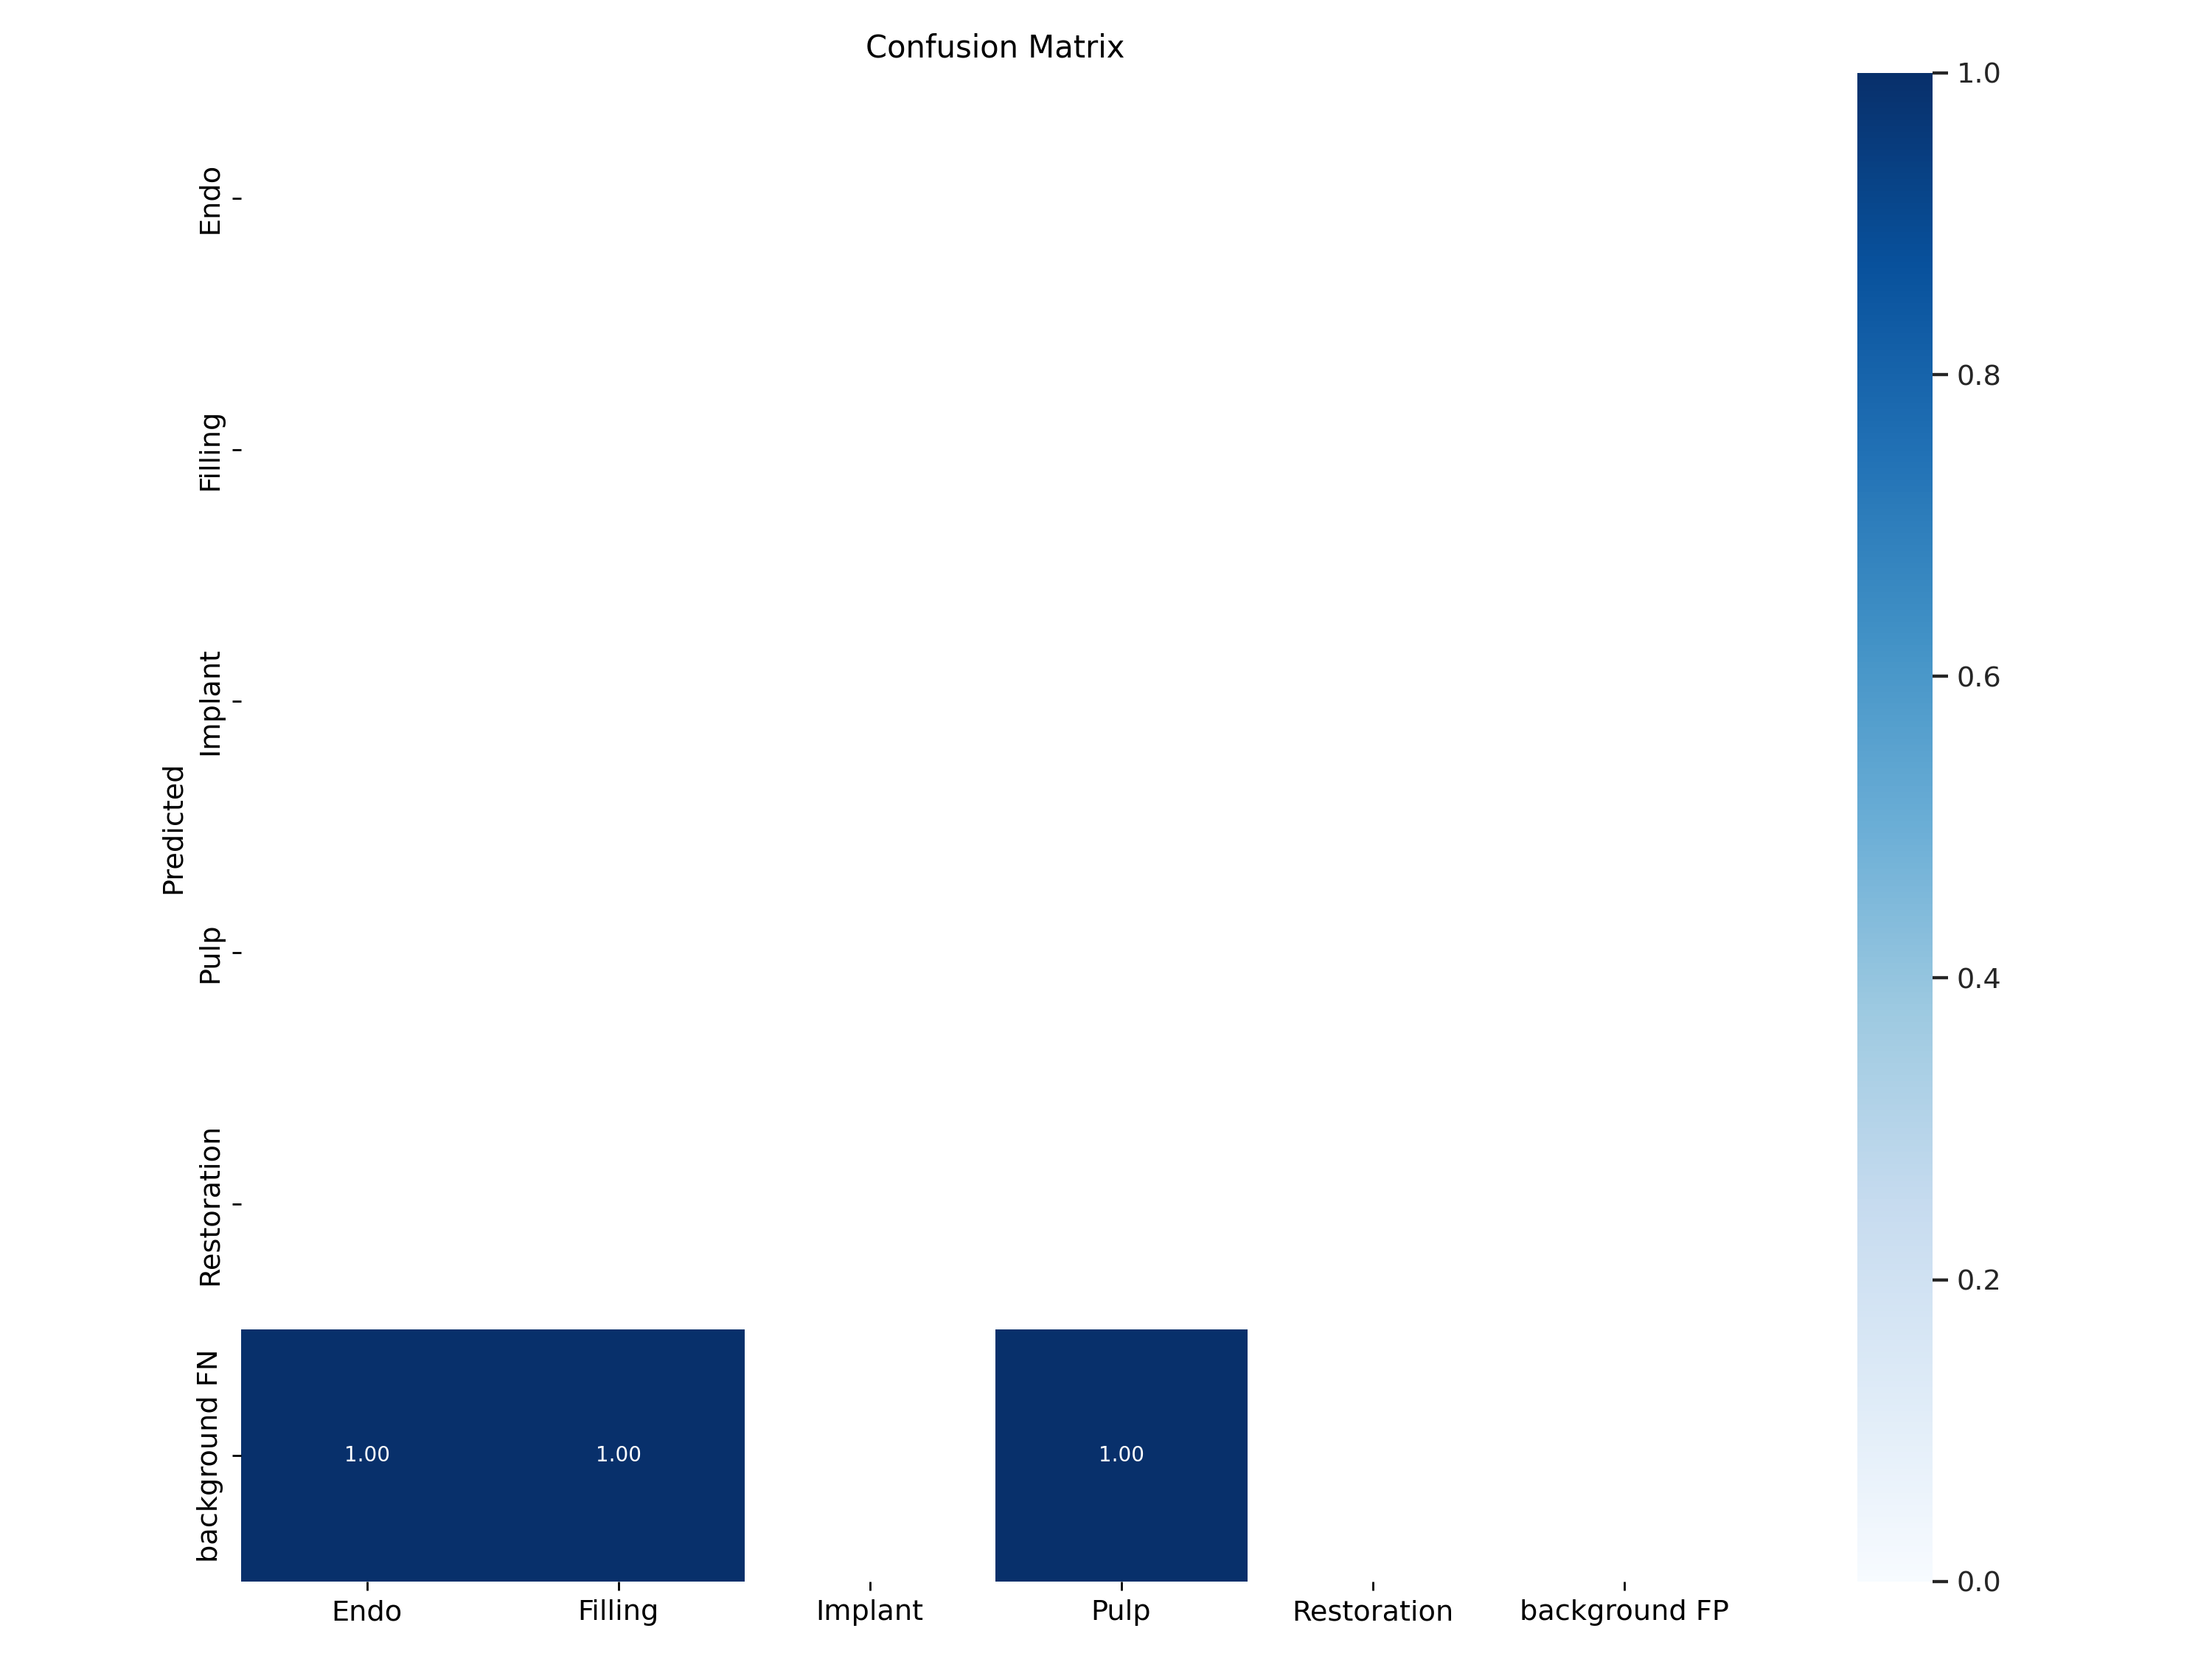 Confusion Matrix
Predicted
Endo
Filling
Implant
Pulp
Restoration
background FN
1.00
1.00
1.00
Endo
Filling
Implant
Pulp
Restoration
background FP
1.0
0.8
0.6
0.4
0.2
0.0